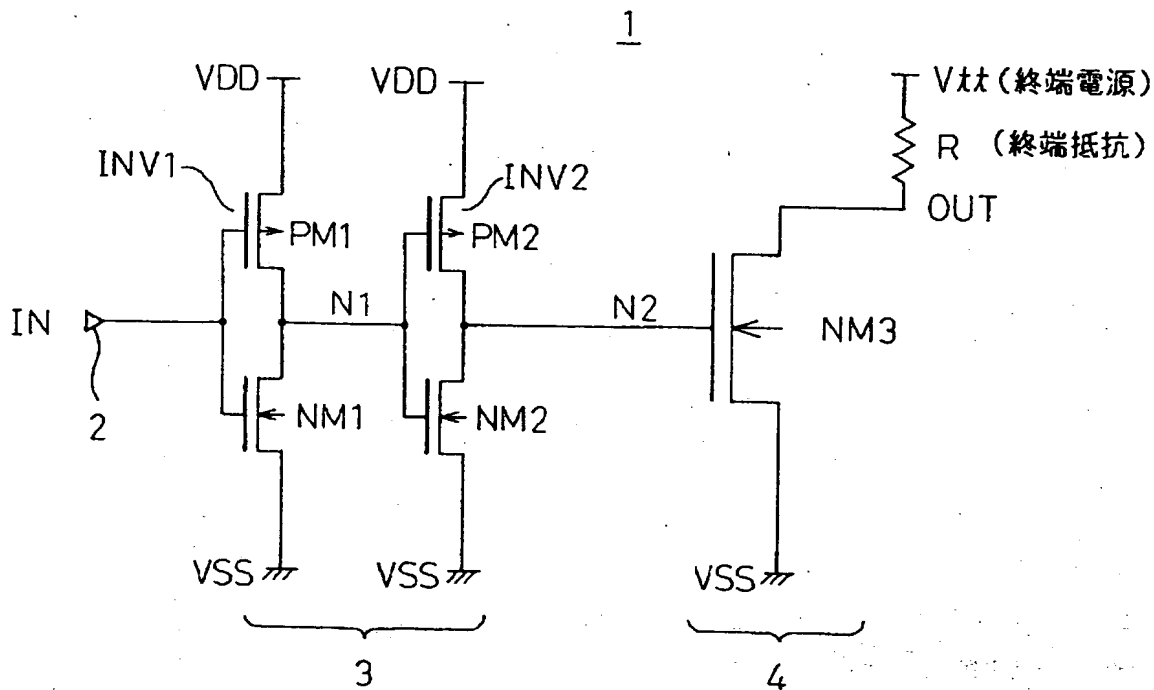 1
VDD
VDD
Vtt (終端電源)
R (終端抵抗)
OUT
INV1
INV2
PM1
PM2
IN
N1
N2
NM3
2
NM1
NM2
VSS
VSS
VSS
3
4